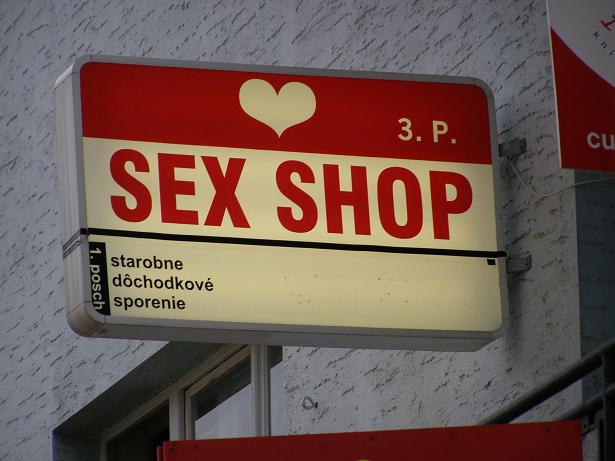 3. P.
SEX SHOP
1. posch
starobne
dôchodkové
sporenie
cu